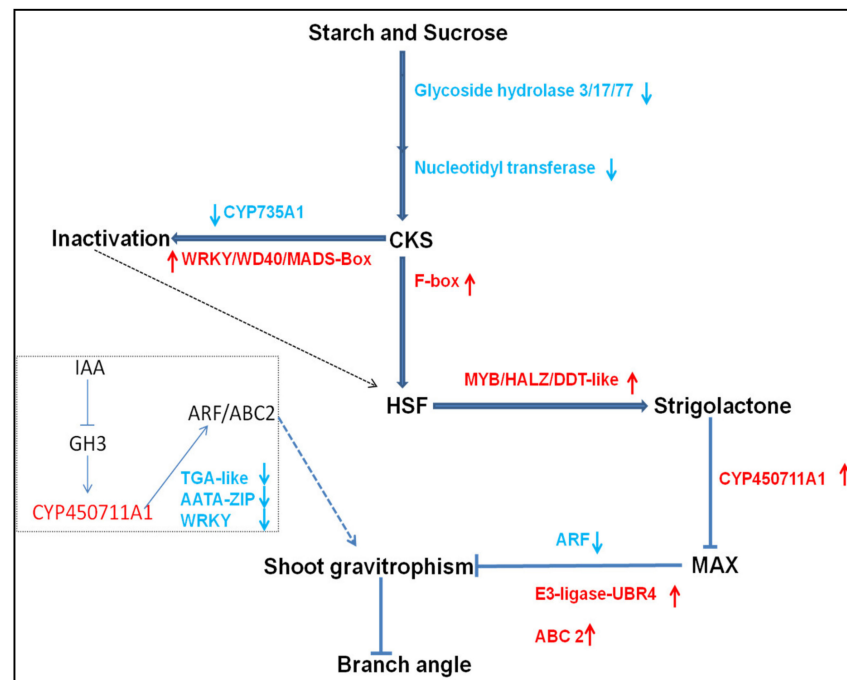 Starch and Sucrose
Glycoside hydrolase 3/17/77 ↓
Nucleotidyl transferase ↓
↓ CYP735A1
Inactivation
CKS
↑ WRKY/WD40/MADS-Box
F-box ↑
IAA
MYB/HALZ/DDT-like ↑
ARF/ABC2
HSF
Strigolactone
GH3
TGA-like ↓
CYP450711A1 ↑
AATA-ZIP ↓
CYP450711A1
WRKY ↓
ARF ↓
Shoot gravitrophism
MAX
E3-ligase-UBR4 ↑
ABC 2 ↑
Branch angle